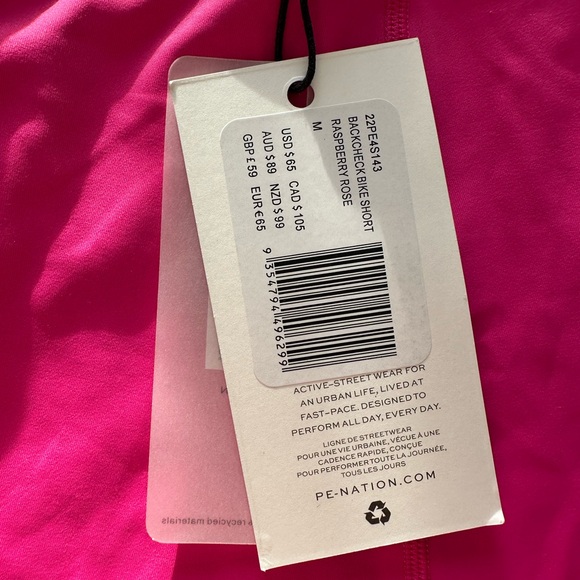 22PE4S143
BACKCHECK BIKE SHORT
RASPBERRY ROSE
M
USD $ 65 CAD $ 105
AUD $ 89 NZD $ 99
GBP £ 59 EUR € 65
9 354794 496299
ACTIVE-STREET WEAR FOR
AN URBAN LIFE, LIVED AT
FAST-PACE. DESIGNED TO
PERFORM ALL DAY, EVERY DAY.
LIGNE DE STREETWEAR
POUR UNE VIE URBAINE, VÉCUE À UNE
CADENCE RAPIDE, CONÇUE
POUR PERFORMER TOUTE LA JOURNÉE,
TOUS LES JOURS
PE-NATION.COM
recycled materials